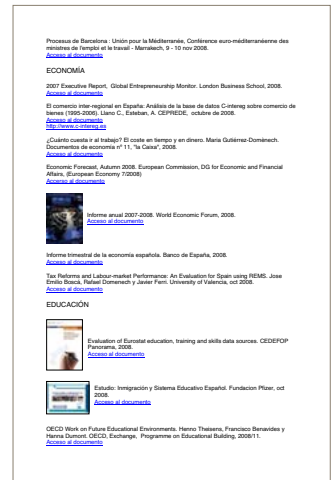 Procesus de Barcelona : Unión pour la Méditerranée, Conférence euro-méditerranéenne des
ministres de l'emploi et le travail - Marrakech, 9 - 10 nov 2008.
Acceso al documento
ECONOMÍA
2007 Executive Report, Global Entrepreneurship Monitor. London Business School, 2008.
Acceso al documento
El comercio inter-regional en España: Análisis de la base de datos C-intereg sobre comercio de
bienes (1995-2006). Llano C., Esteban, A. CEPREDE, octubre de 2008.
Acceso al documento
http://www.c-intereg.es
¿Cuánto cuesta ir al trabajo? El coste en tiempo y en dinero. Maria Gutiérrez-Domènech.
Documentos de economía nº 11, "la Caixa", 2008.
Acceso al documento
Economic Forecast, Autumn 2008. European Commission, DG for Economic and Financial
Affairs, (European Economy 7/2008)
Acceso al documento
Informe anual 2007-2008. World Economic Forum, 2008.
Acceso al documento
Informe trimestral de la economía española. Banco de España, 2008.
Acceso al documento
Tax Reforms and Labour-market Performance: An Evaluation for Spain using REMS. Jose
Emilio Boscá, Rafael Domenech y Javier Ferri. University of Valencia, oct 2008.
Acceso al documento
EDUCACIÓN
Evaluation of Eurostat education, training and skills data sources. CEDEFOP
Panorama, 2008.
Acceso al documento
Estudio: Inmigración y Sistema Educativo Español. Fundacion Pfizer, oct
2008.
Acceso al documento
OECD Work on Future Educational Environments. Henno Theisens, Francisco Benavides y
Hanna Dumont. OECD, Exchange, Programme on Educational Building, 2008/11.
Acceso al documento